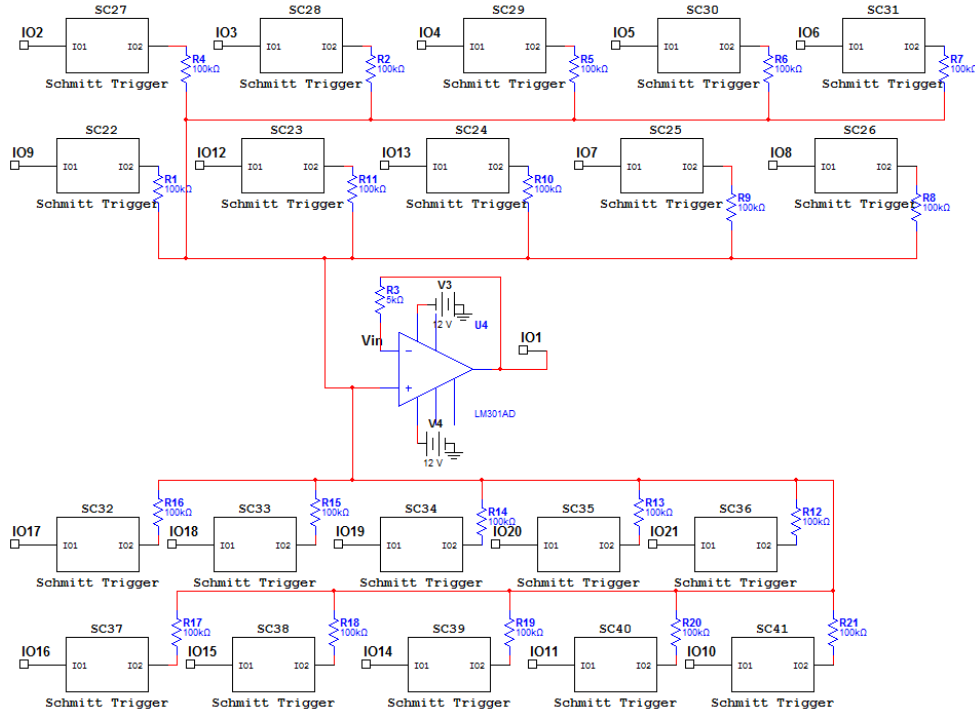 SC27 SC28 SC29 SC30 SC31
IO2 IO3 IO4 IO5 IO6
IO1 IO2 IO1 IO2 IO1 IO2 IO1 IO2 IO1 IO2
R4 R2 R5 R6 R7
100kΩ 100kΩ 100kΩ 100kΩ 100kΩ
Schmitt Trigger Schmitt Trigger Schmitt Trigger Schmitt Trigger Schmitt Trigger
SC22 SC23 SC24 SC25 SC26
IO9 IO12 IO13 IO7 IO8
IO1 IO2 IO1 IO2 IO1 IO2 IO1 IO2 IO1 IO2
R1 R11 R10 R9 R8
100kΩ 100kΩ 100kΩ 100kΩ 100kΩ
Schmitt Trigger Schmitt Trigger Schmitt Trigger Schmitt Trigger Schmitt Trigger
R3 V3
5kΩ
12 V U4
Vin IO1
LM301AD
V4
12 V
R16 R15 R14 R13 R12
100kΩ 100kΩ 100kΩ 100kΩ 100kΩ
SC32 SC33 SC34 SC35 SC36
IO17 IO18 IO19 IO20 IO21
IO1 IO2 IO1 IO2 IO1 IO2 IO1 IO2 IO1 IO2
Schmitt Trigger Schmitt Trigger Schmitt Trigger Schmitt Trigger Schmitt Trigger
R17 R18 R19 R20 R21
100kΩ 100kΩ 100kΩ 100kΩ 100kΩ
SC37 SC38 SC39 SC40 SC41
IO16 IO15 IO14 IO11 IO10
IO1 IO2 IO1 IO2 IO1 IO2 IO1 IO2 IO1 IO2
Schmitt Trigger Schmitt Trigger Schmitt Trigger Schmitt Trigger Schmitt Trigger